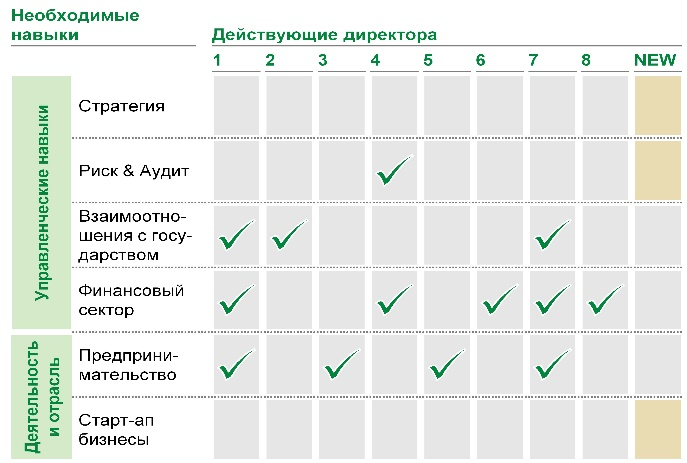 Необходимые
навыки
Действующие директора
1 2 3 4 5 6 7 8 NEW
Управленческие навыки
Стратегия
Риск & Аудит
Взаимоотно-
шения с госу-
дарством
Финансовый
сектор
Деятельность
и отрасль
Предприни-
мательство
Старт-ап
бизнесы